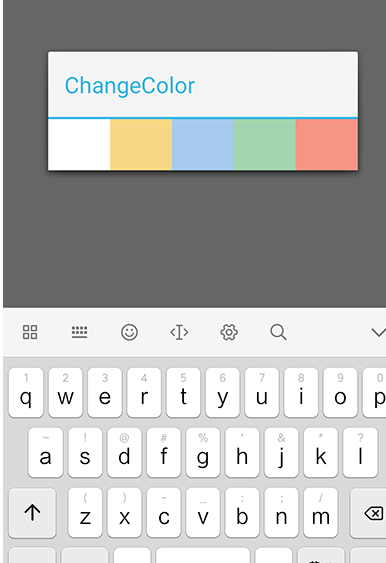 ChangeColor
1 2 3 4 5 6 7 8 9 0
q w e r t y u i o p
~ ! @ # % ' & * ?
a s d f g h j k l
( ) - _ : ; /
z x c v b n m